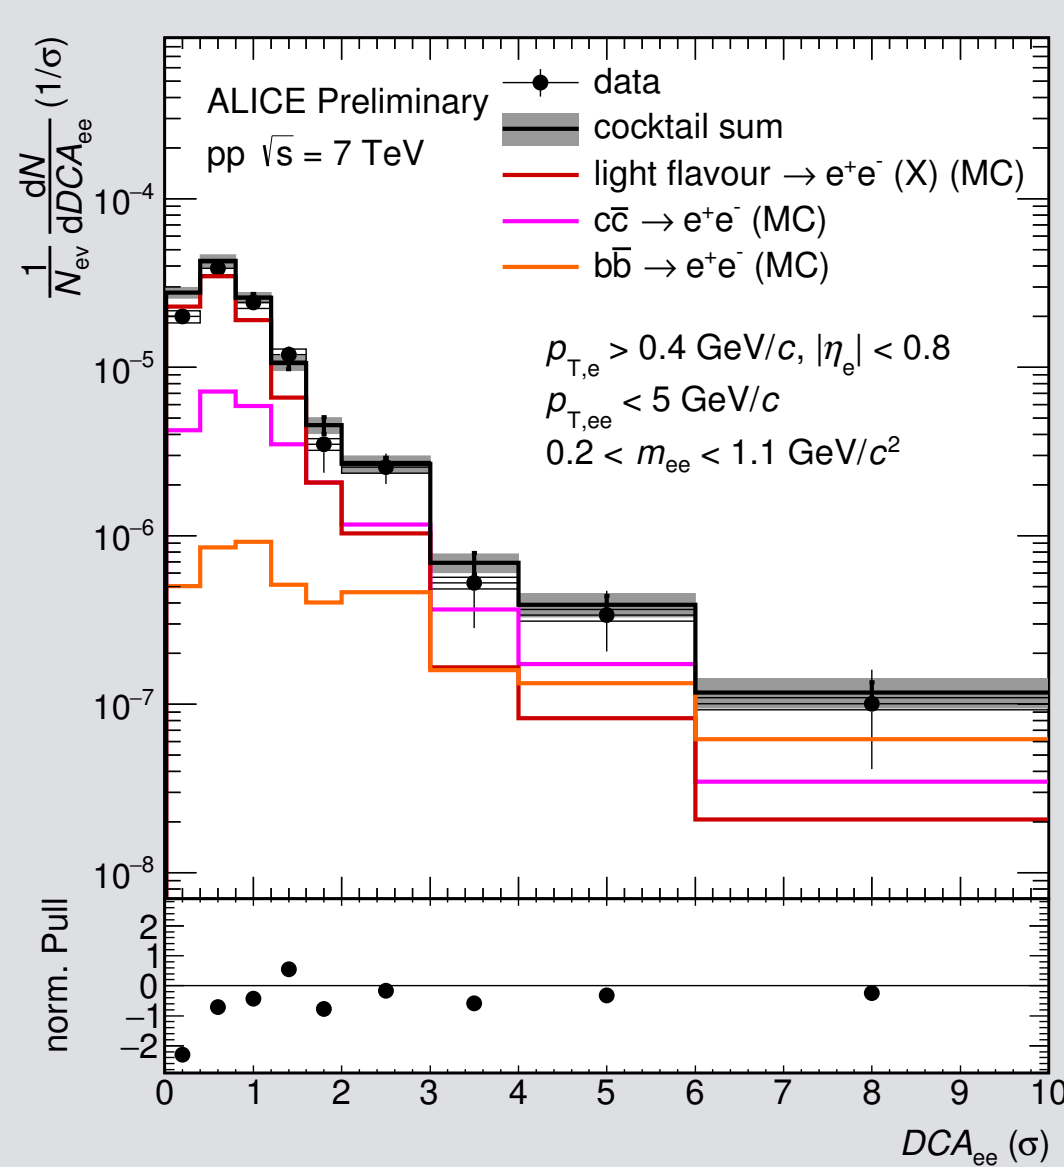 1/N_ev dN/dDCA_ee (1/σ)
ALICE Preliminary
pp √s = 7 TeV
data
cocktail sum
light flavour → e⁺e⁻ (X) (MC)
cc̅ → e⁺e⁻ (MC)
bb̅ → e⁺e⁻ (MC)
p_T,e > 0.4 GeV/c, |η_e| < 0.8
p_T,ee < 5 GeV/c
0.2 < m_ee < 1.1 GeV/c²
10⁻⁴
10⁻⁵
10⁻⁶
10⁻⁷
10⁻⁸
norm. Pull
2
1
0
−1
−2
0 1 2 3 4 5 6 7 8 9 10
DCA_ee (σ)